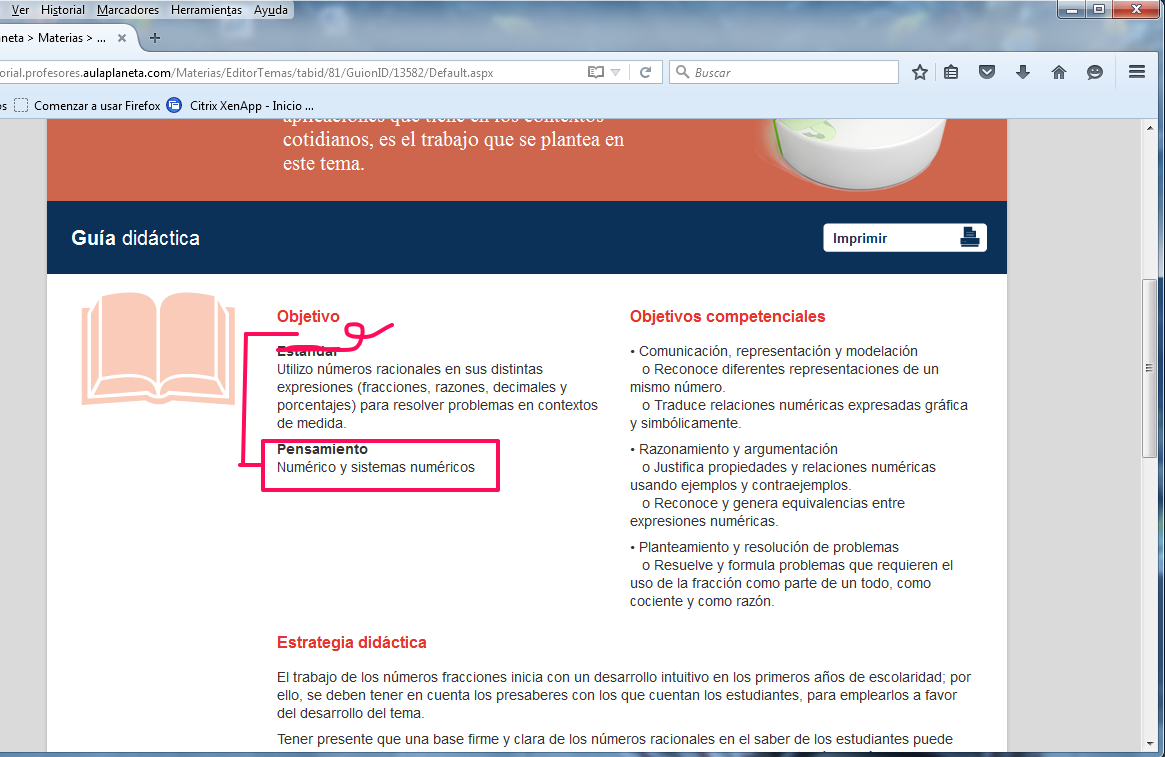 Ver Historial Marcadores Herramientas Ayuda
neta > Materias > ... × +
orial.profesores.aulaplaneta.com/Materias/EditorTemas/tabid/81/GuionID/13582/Default.aspx Buscar
os Comenzar a usar Firefox Citrix XenApp - Inicio ...
aplicaciones que tiene en los contextos
cotidianos, es el trabajo que se plantea en
este tema.
Guía didáctica
Imprimir
Objetivo
Estándar
Utilizo números racionales en sus distintas
expresiones (fracciones, razones, decimales y
porcentajes) para resolver problemas en contextos
de medida.
Pensamiento
Numérico y sistemas numéricos
Objetivos competenciales
• Comunicación, representación y modelación
o Reconoce diferentes representaciones de un
mismo número.
o Traduce relaciones numéricas expresadas gráfica
y simbólicamente.
• Razonamiento y argumentación
o Justifica propiedades y relaciones numéricas
usando ejemplos y contraejemplos.
o Reconoce y genera equivalencias entre
expresiones numéricas.
• Planteamiento y resolución de problemas
o Resuelve y formula problemas que requieren el
uso de la fracción como parte de un todo, como
cociente y como razón.
Estrategia didáctica
El trabajo de los números fracciones inicia con un desarrollo intuitivo en los primeros años de escolaridad; por
ello, se deben tener en cuenta los presaberes con los que cuentan los estudiantes, para emplearlos a favor
del desarrollo del tema.
Tener presente que una base firme y clara de los números racionales en el saber de los estudiantes puede